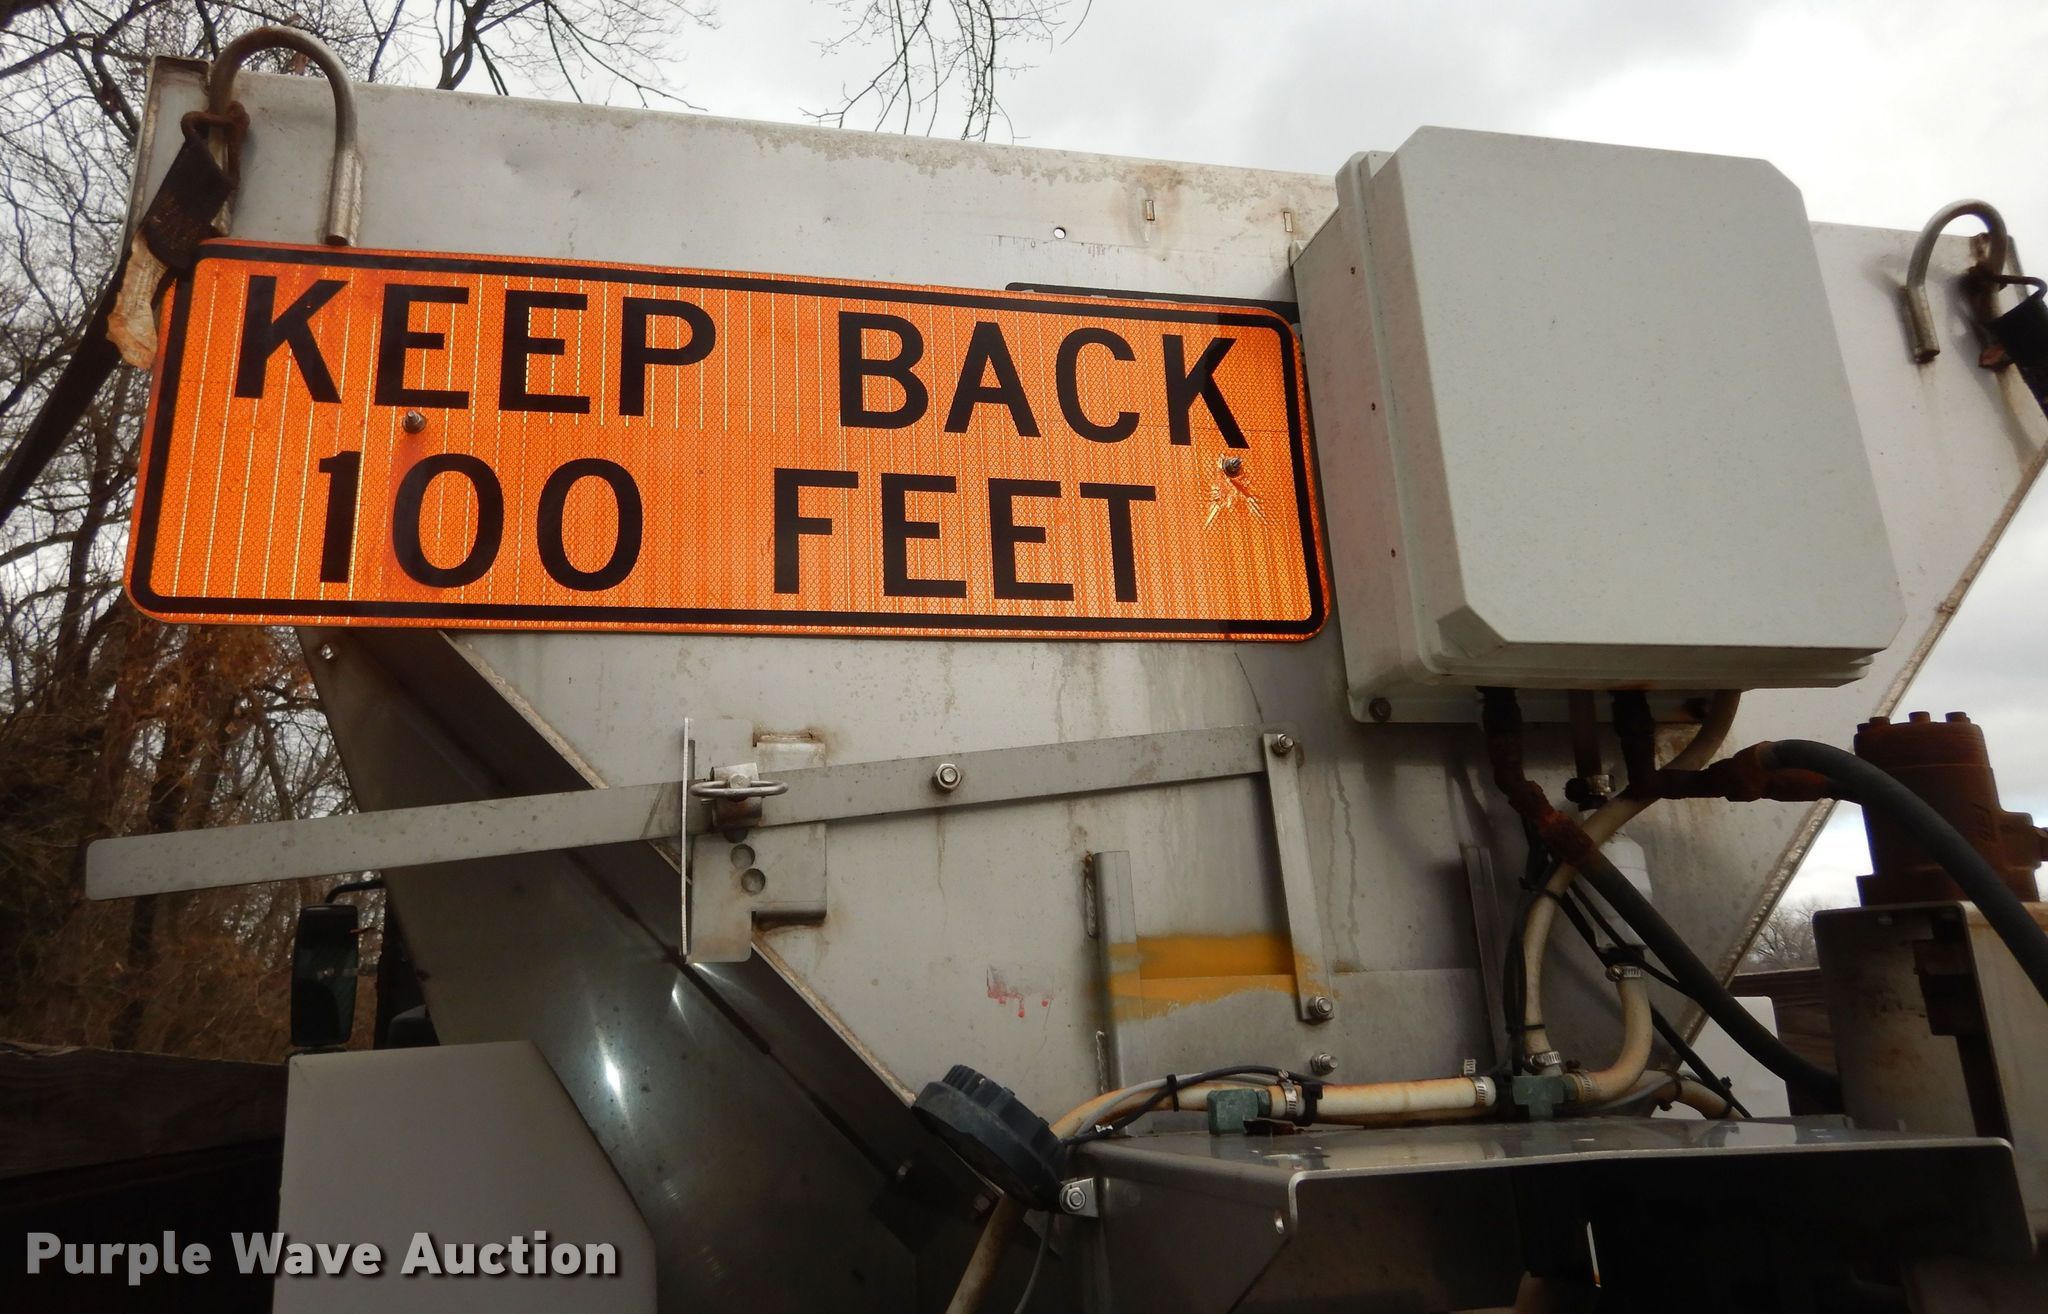 KEEP BACK
100 FEET
Purple Wave Auction